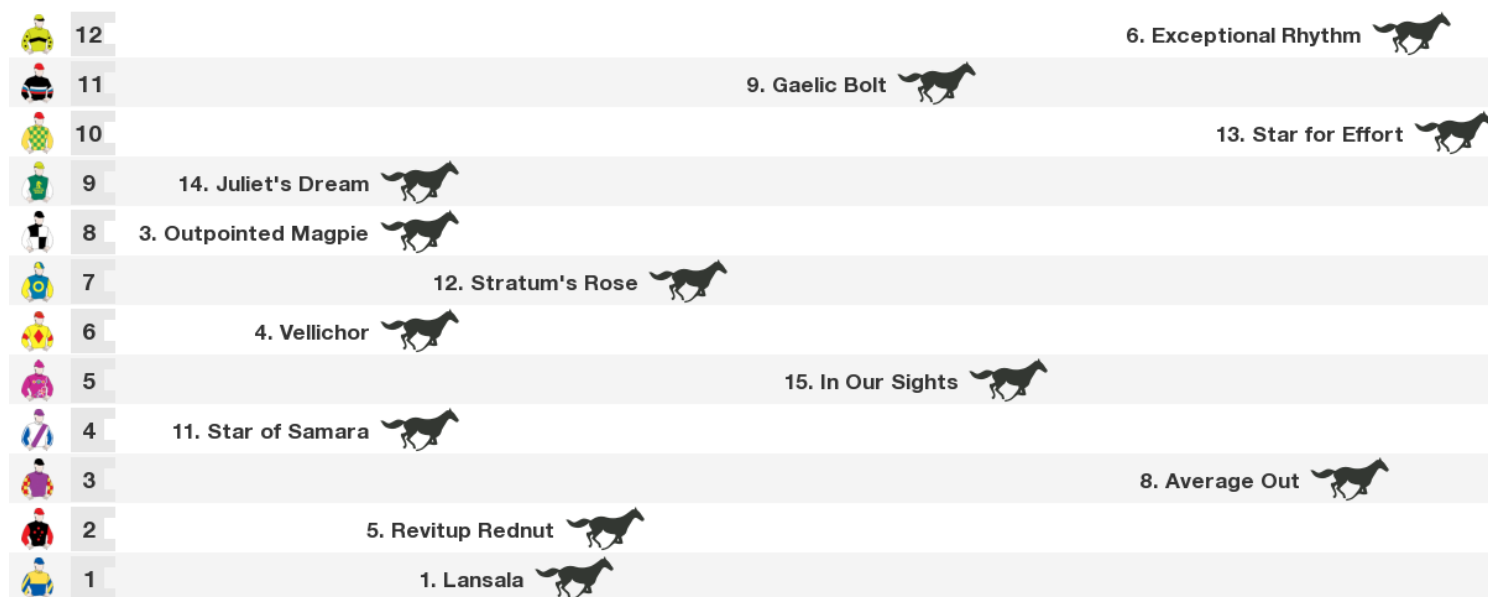 12 6. Exceptional Rhythm
11 9. Gaelic Bolt
10 13. Star for Effort
9 14. Juliet's Dream
8 3. Outpointed Magpie
7 12. Stratum's Rose
6 4. Vellichor
5 15. In Our Sights
4 11. Star of Samara
3 8. Average Out
2 5. Revitup Rednut
1 1. Lansala